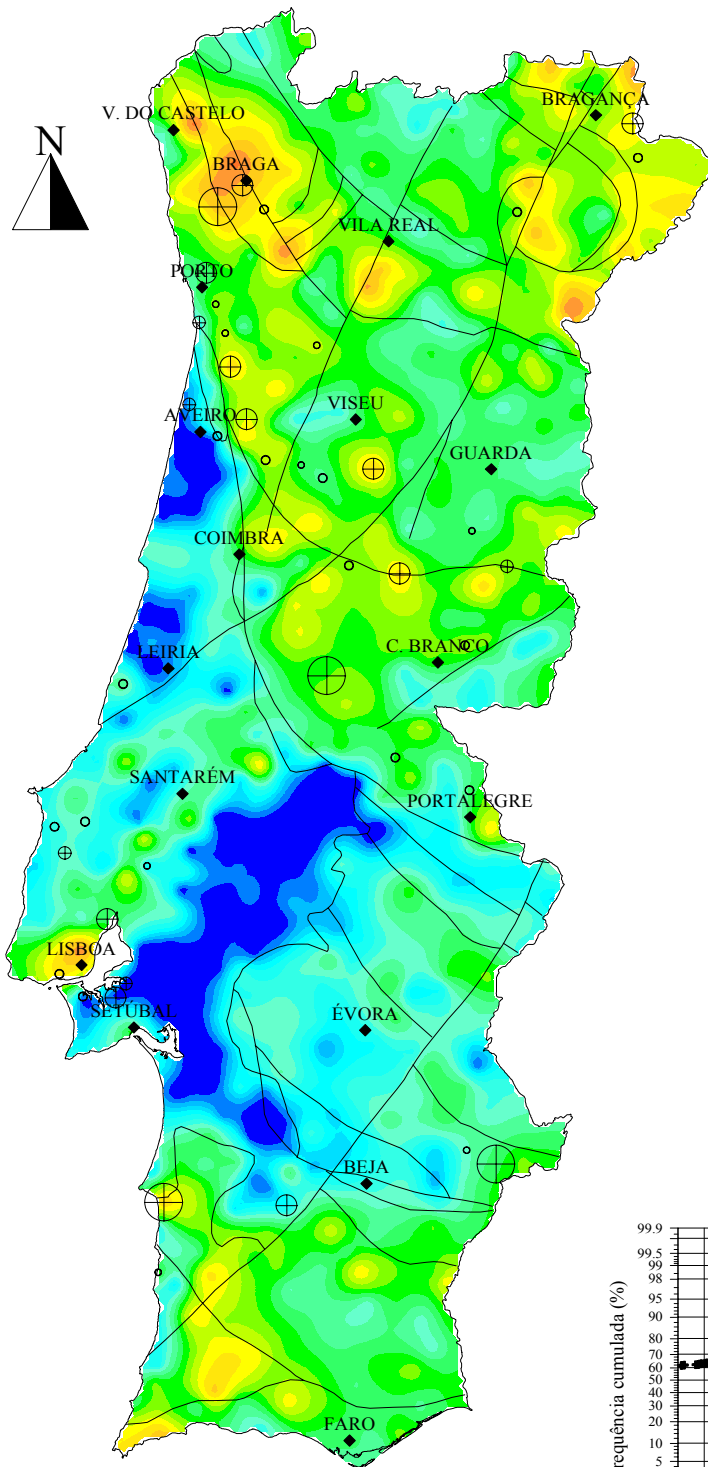 BRAGANÇA
V. DO CASTELO
N
BRAGA
VILA REAL
PORTO
VISEU
AVEIRO
GUARDA
COIMBRA
C. BRANCO
LEIRIA
SANTARÉM
PORTALEGRE
LISBOA
SETÚBAL
ÉVORA
BEJA
FARO
requência cumulada (%)
99.9
99.5
99
98
95
90
80
70
60
50
40
30
20
10
5